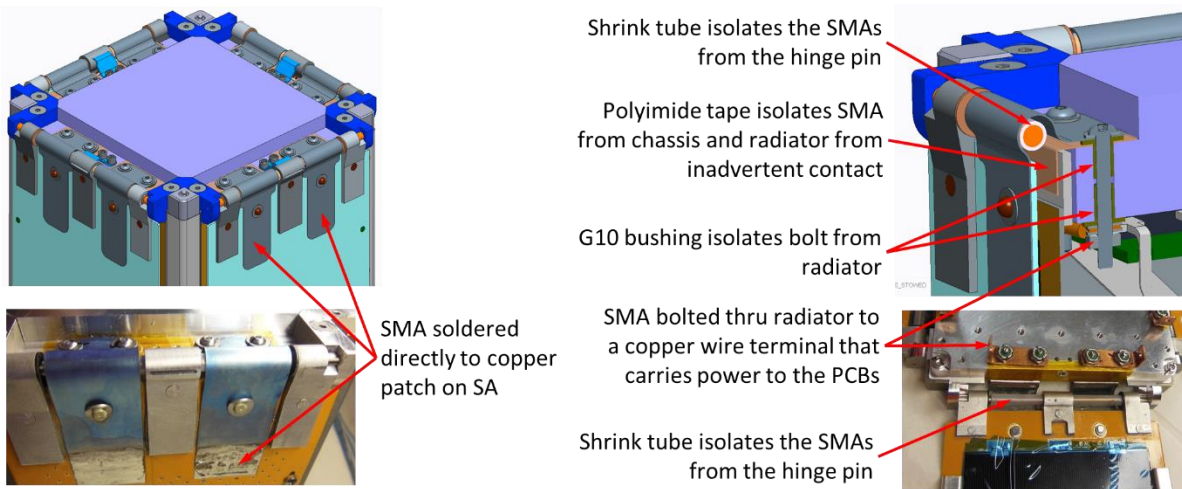 SMA soldered
directly to copper
patch on SA
Shrink tube isolates the SMAs
from the hinge pin
Polyimide tape isolates SMA
from chassis and radiator from
inadvertent contact
G10 bushing isolates bolt from
radiator
SMA bolted thru radiator to
a copper wire terminal that
carries power to the PCBs
Shrink tube isolates the SMAs
from the hinge pin